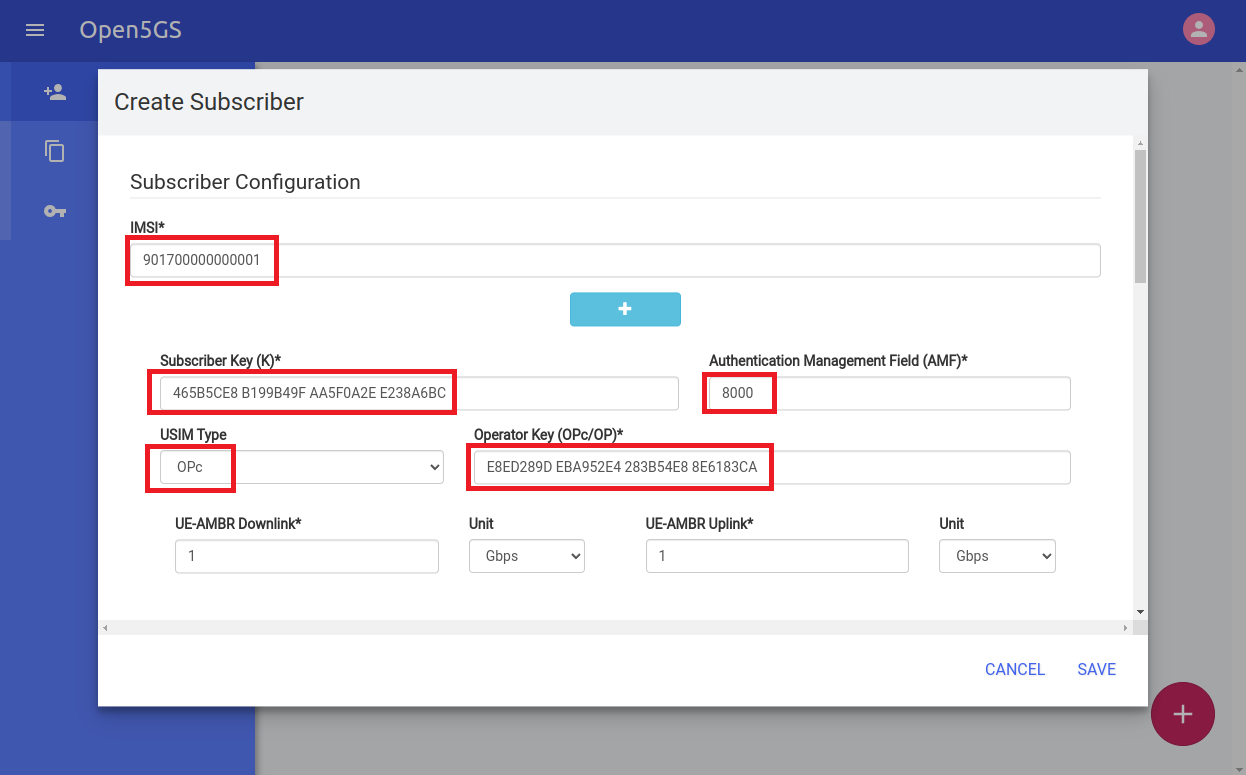 Open5GS
Create Subscriber
Subscriber Configuration
IMSI*
901700000000001
Subscriber Key (K)*
Authentication Management Field (AMF)*
465B5CE8 B199B49F AA5F0A2E E238A6BC
8000
USIM Type
Operator Key (OPc/OP)*
OPc
E8ED289D EBA952E4 283B54E8 8E6183CA
UE-AMBR Downlink*
Unit
UE-AMBR Uplink*
Unit
1
Gbps
1
Gbps
CANCEL
SAVE